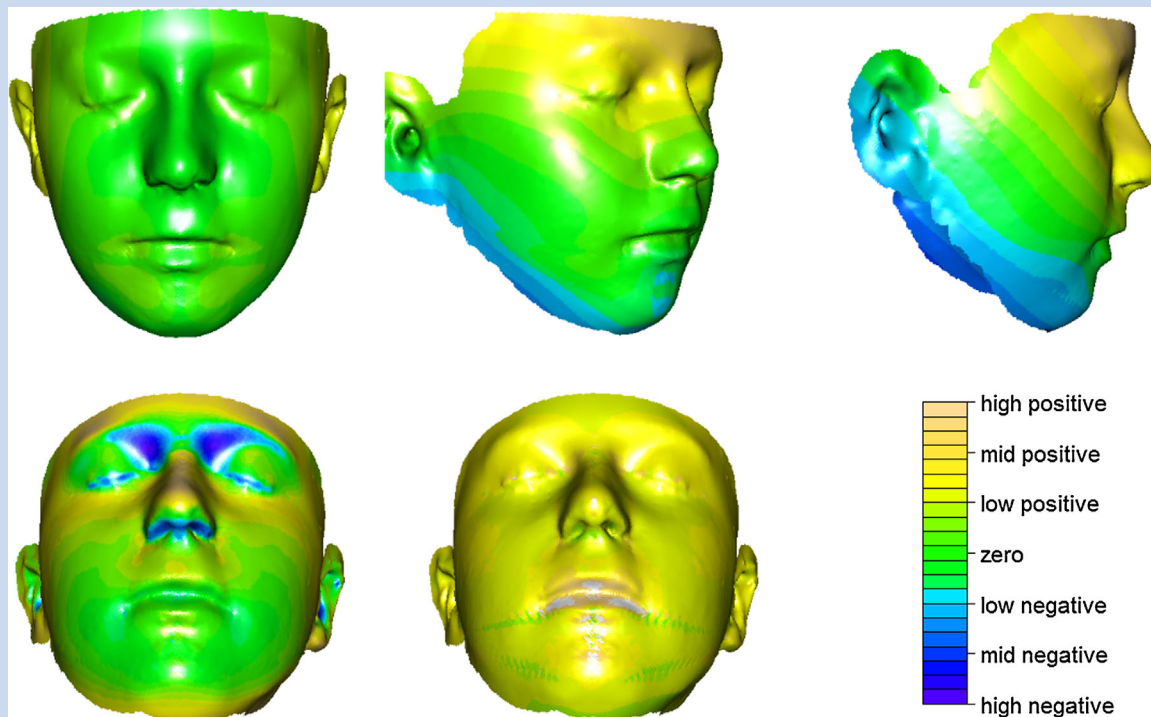 high positive
mid positive
low positive
zero
low negative
mid negative
high negative